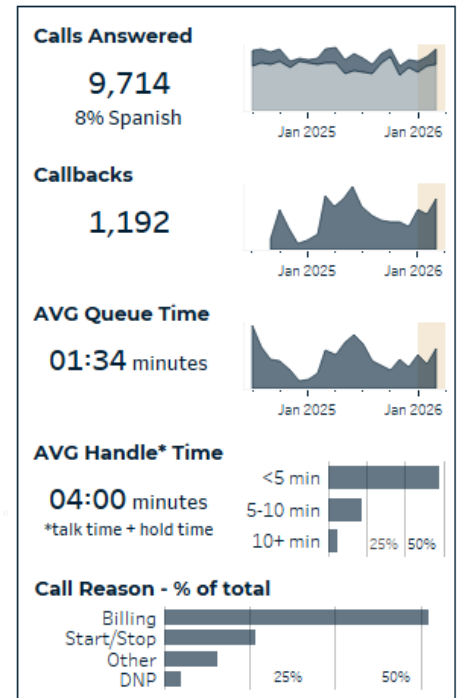 Calls Answered
9,714
8% Spanish
Jan 2025
Jan 2026
Callbacks
1,192
Jan 2025
Jan 2026
AVG Queue Time
01:34 minutes
Jan 2025
Jan 2026
AVG Handle* Time
04:00 minutes
*talk time + hold time
<5 min
5-10 min
10+ min
25%
50%
Call Reason - % of total
Billing
Start/Stop
Other
DNP
25%
50%